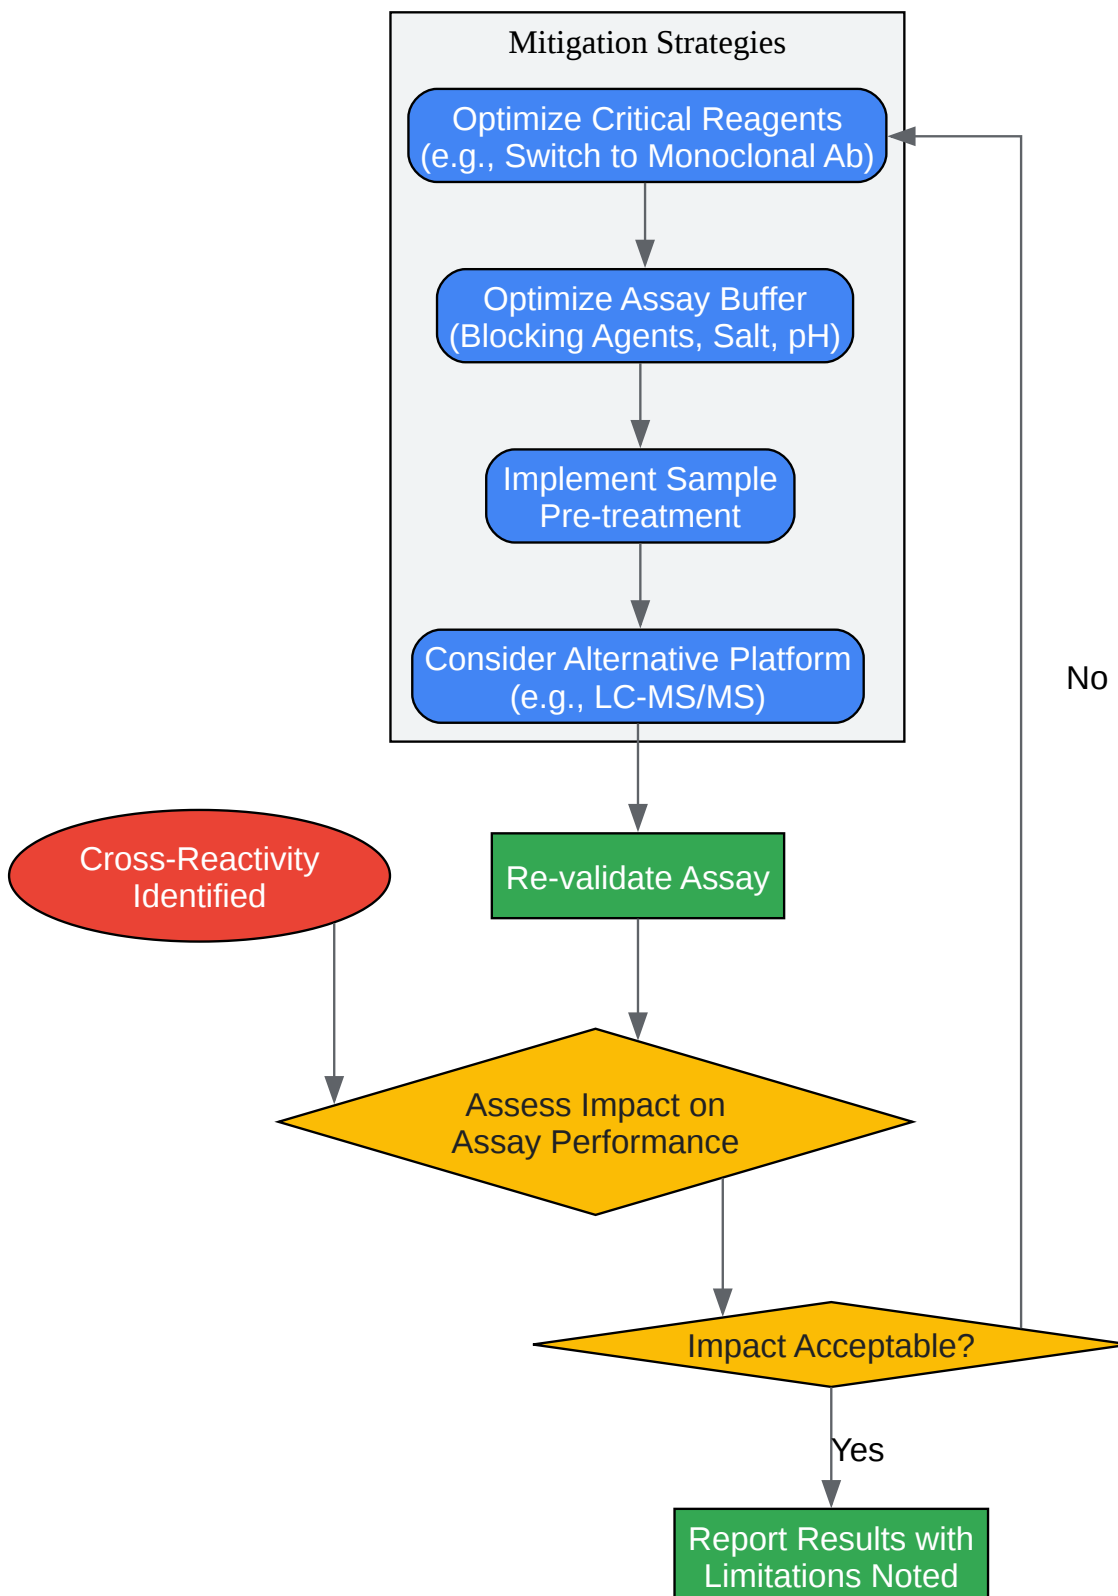 Mitigation Strategies
Optimize Critical Reagents
(e.g., Switch to Monoclonal Ab)
Optimize Assay Buffer
(Blocking Agents, Salt, pH)
Implement Sample
Pre-treatment
Consider Alternative Platform
(e.g., LC-MS/MS)
No
Cross-Reactivity
Identified
Re-validate Assay
Assess Impact on
Assay Performance
Impact Acceptable?
Yes
Report Results with
Limitations Noted